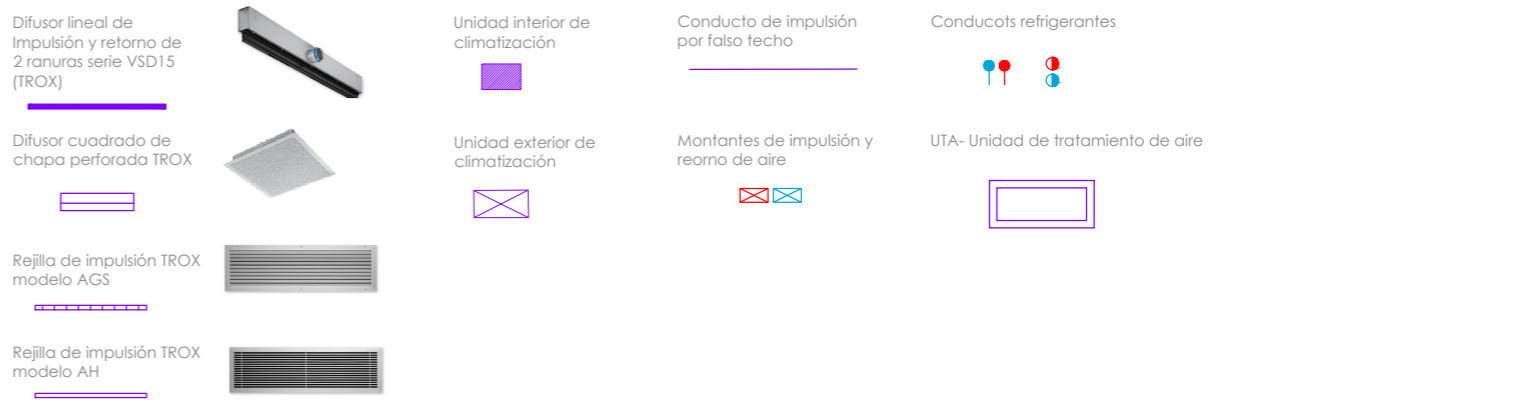 Difusor lineal de
Impulsión y retorno de
2 ranuras serie VSD15
(TROX)
Difusor cuadrado de
chapa perforada TROX
Rejilla de impulsión TROX
modelo AGS
Rejilla de impulsión TROX
modelo AH
Unidad interior de
climatización
Unidad exterior de
climatización
Conducto de impulsión
por falso techo
Montantes de impulsión y
reorno de aire
Conducots refrigerantes
UTA- Unidad de tratamiento de aire